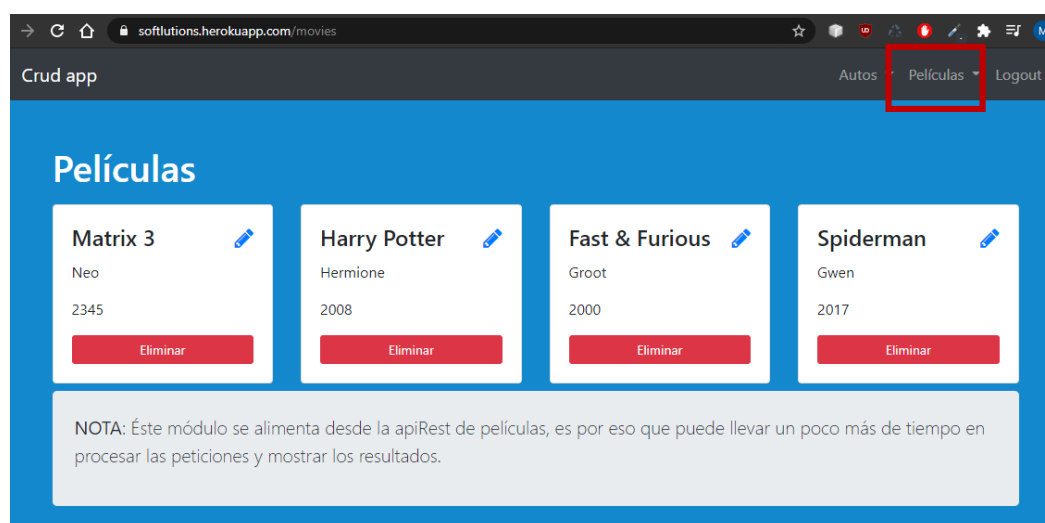 softlutions.herokuapp.com/movies
Crud app
Autos
Películas
Logout
Películas
Matrix 3
Neo
2345
Eliminar
Harry Potter
Hermione
2008
Eliminar
Fast & Furious
Groot
2000
Eliminar
Spiderman
Gwen
2017
Eliminar
NOTA: Éste módulo se alimenta desde la apiRest de películas, es por eso que puede llevar un poco más de tiempo en
procesar las peticiones y mostrar los resultados.